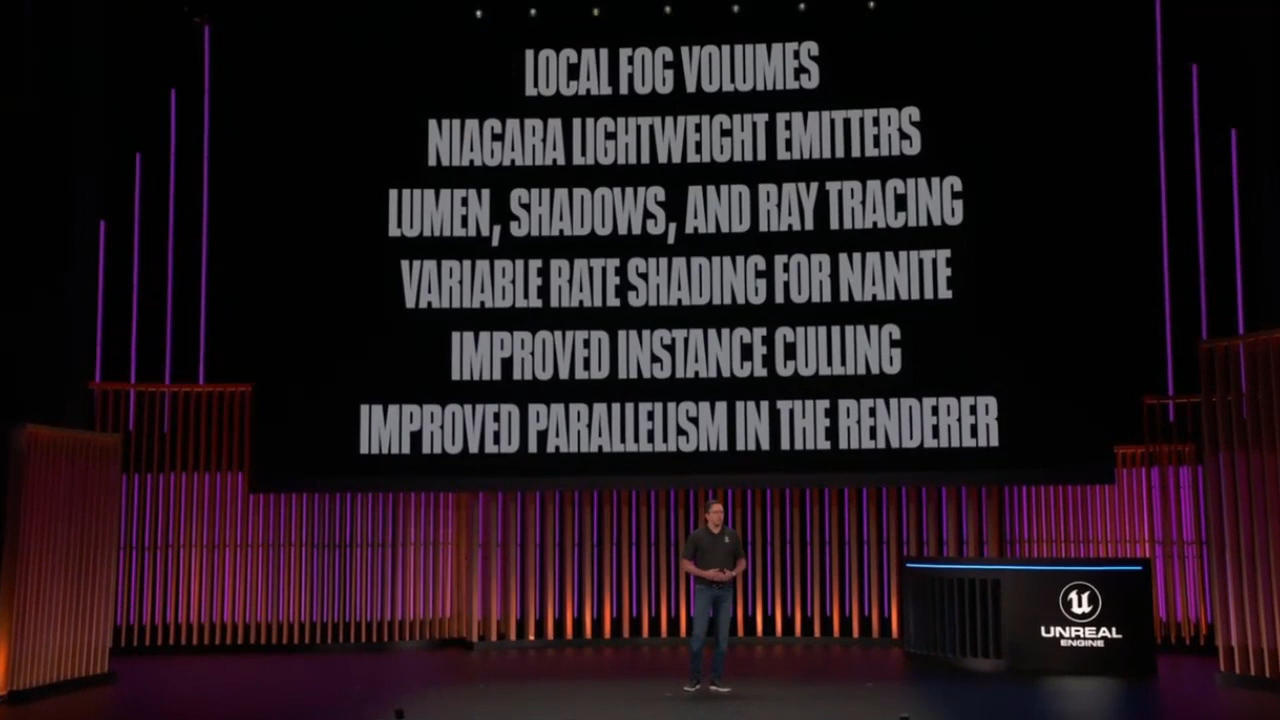 LOCAL FOG VOLUMES
NIAGARA LIGHTWEIGHT EMITTERS
LUMEN, SHADOWS, AND RAY TRACING
VARIABLE RATE SHADING FOR NANITE
IMPROVED INSTANCE CULLING
IMPROVED PARALLELISM IN THE RENDERER
UNREAL
ENGINE